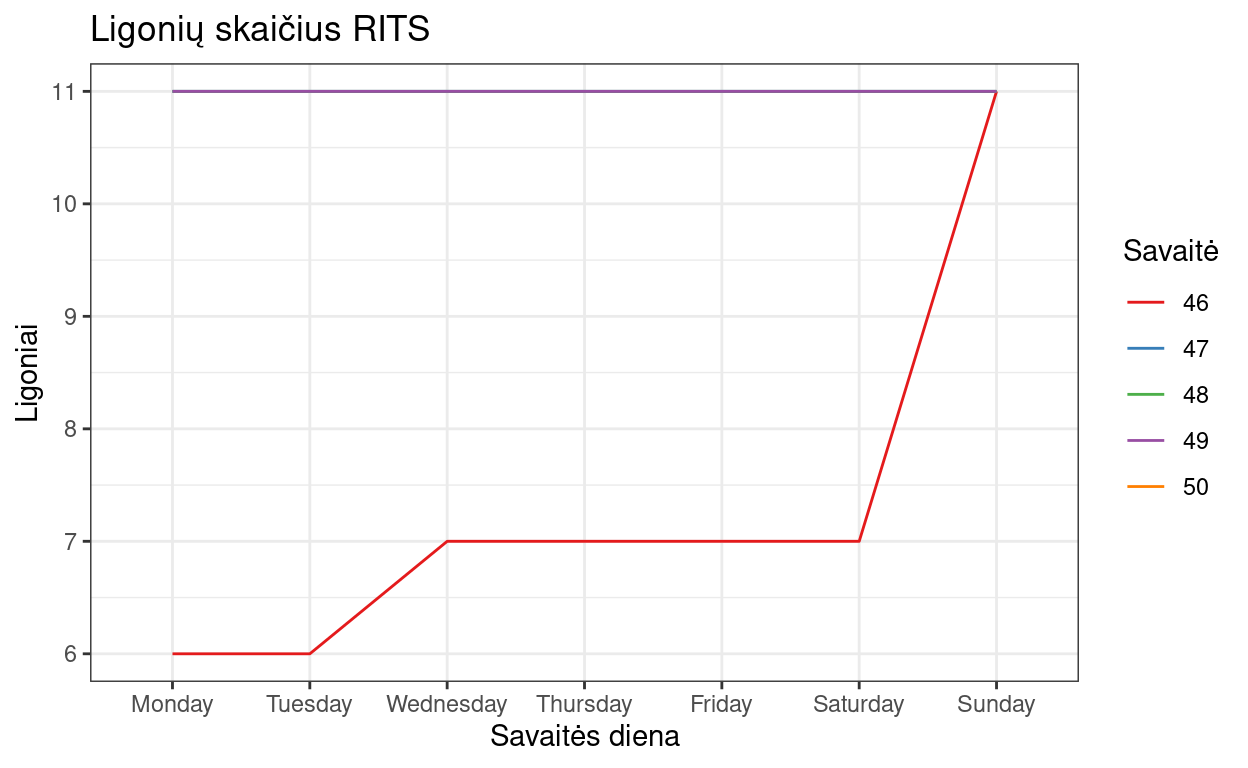 Ligonių skaičius RITS
Ligoniai
11
10
9
8
7
6
Monday Tuesday Wednesday Thursday Friday Saturday Sunday
Savaitės diena
Savaitė
46
47
48
49
50